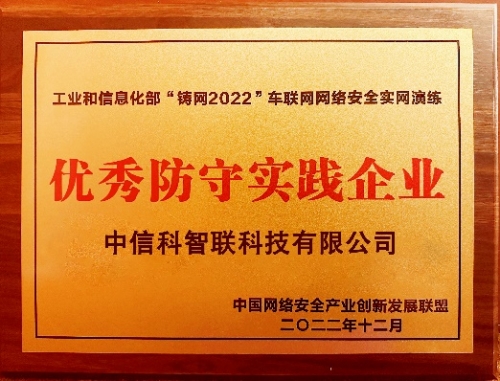 工业和信息化部“铸网2022”车联网网络安全实网演练
优秀防守实践企业
中信科智联科技有限公司
中国网络安全产业创新发展联盟
二〇二二年十二月